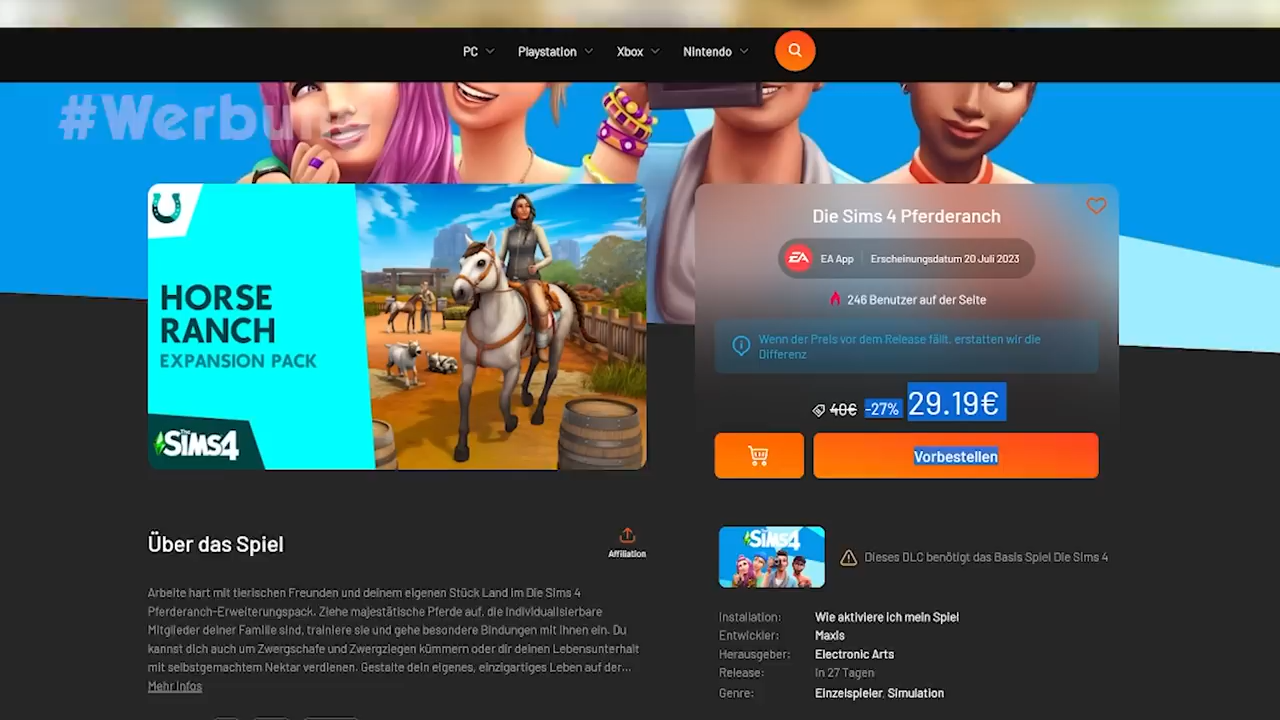 PC
Playstation
Xbox
Nintendo
#Werbu
HORSE
RANCH
EXPANSION PACK
The
SIMS4
Die Sims 4 Pferderanch
EA
EA App
Erscheinungsdatum 20 Juli 2023
246 Benutzer auf der Seite
Wenn der Preis vor dem Release fällt, erstatten wir die
Differenz
40€ -27% 29.19€
Vorbestellen
Über das Spiel
Affiliation
Arbeite hart mit tierischen Freunden und deinem eigenen Stück Land im Die Sims 4
Pferderanch-Erweiterungspack. Ziehe majestätische Pferde auf, die individualisierbare
Mitglieder deiner Familie sind, trainiere sie und gehe besondere Bindungen mit ihnen ein. Du
kannst dich auch um Zwergschafe und Zwergziegen kümmern oder dir deinen Lebensunterhalt
mit selbstgemachtem Nektar verdienen. Gestalte dein eigenes, einzigartiges Leben auf der...
Mehr Infos
SIMS4
Dieses DLC benötigt das Basis Spiel Die Sims 4
Installation: Wie aktiviere ich mein Spiel
Entwickler: Maxis
Herausgeber: Electronic Arts
Release: In 27 Tagen
Genre: Einzelspieler, Simulation